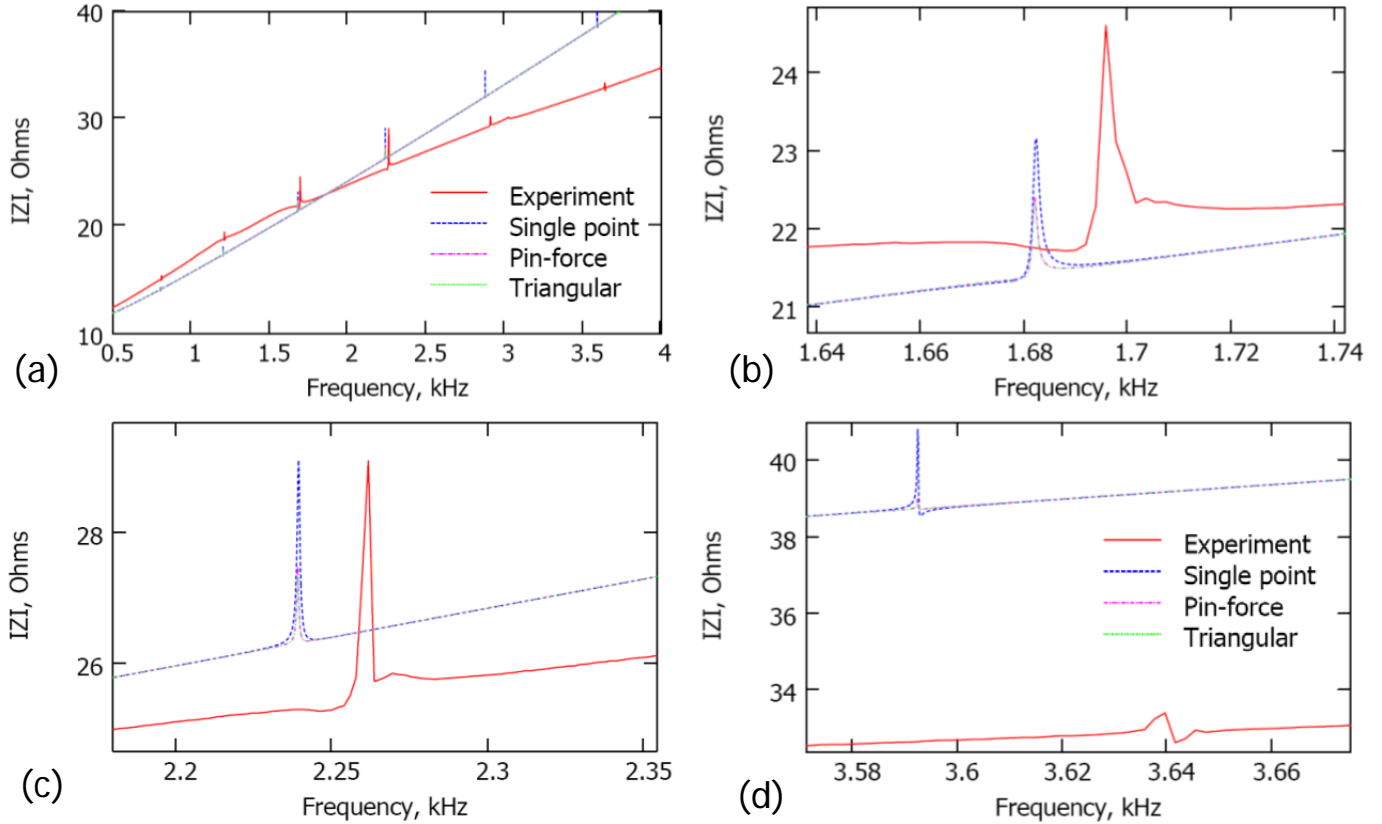 40
30
20
10
IZI, Ohms
Experiment
Single point
Pin-force
Triangular
0.5 1 1.5 2 2.5 3 3.5 4
Frequency, kHz
(a)
24
23
22
21
IZI, Ohms
1.64 1.66 1.68 1.7 1.72 1.74
Frequency, kHz
(b)
28
26
IZI, Ohms
2.2 2.25 2.3 2.35
Frequency, kHz
(c)
40
38
36
34
IZI, Ohms
Experiment
Single point
Pin-force
Triangular
3.58 3.6 3.62 3.64 3.66
Frequency, kHz
(d)